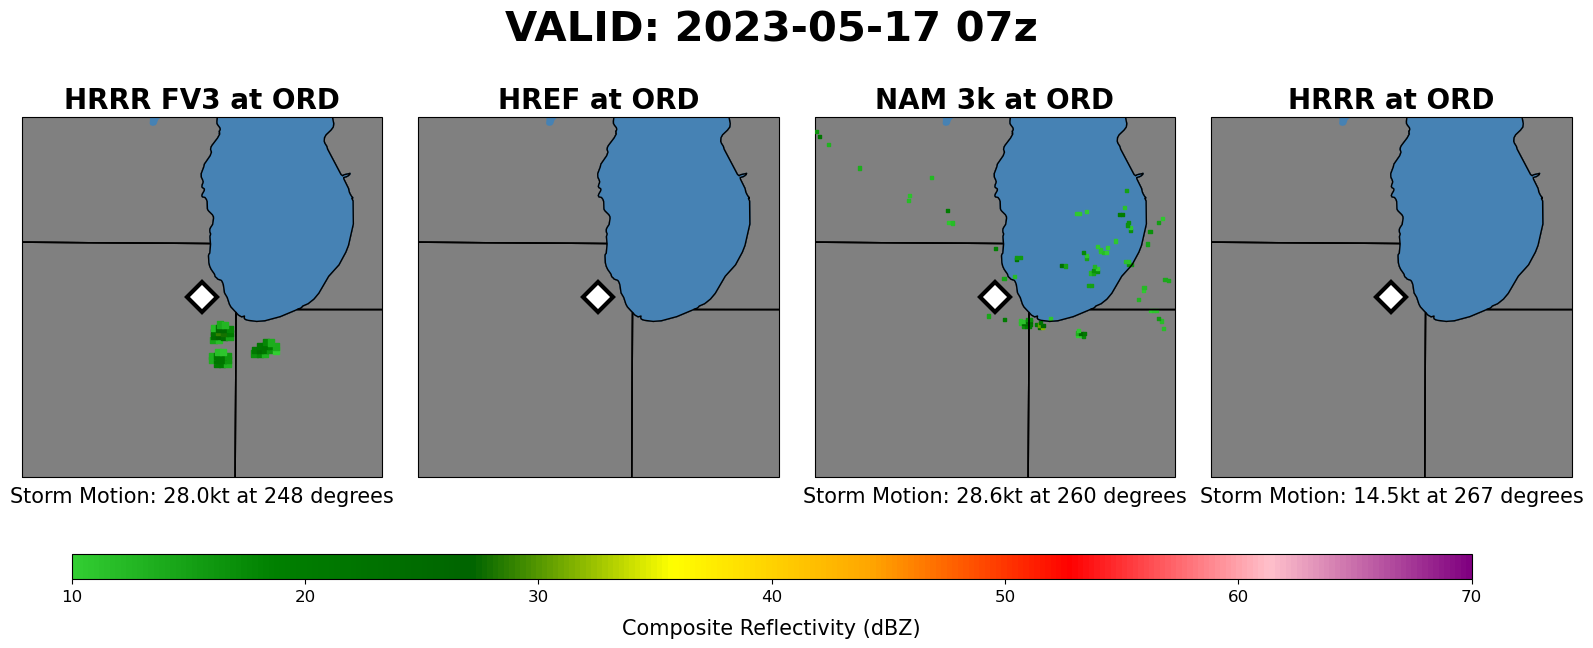 VALID: 2023-05-17 07z
HRRR FV3 at ORD
HREF at ORD
NAM 3k at ORD
HRRR at ORD
Storm Motion: 28.0kt at 248 degrees
Storm Motion: 28.6kt at 260 degrees
Storm Motion: 14.5kt at 267 degrees
10 20 30 40 50 60 70
Composite Reflectivity (dBZ)